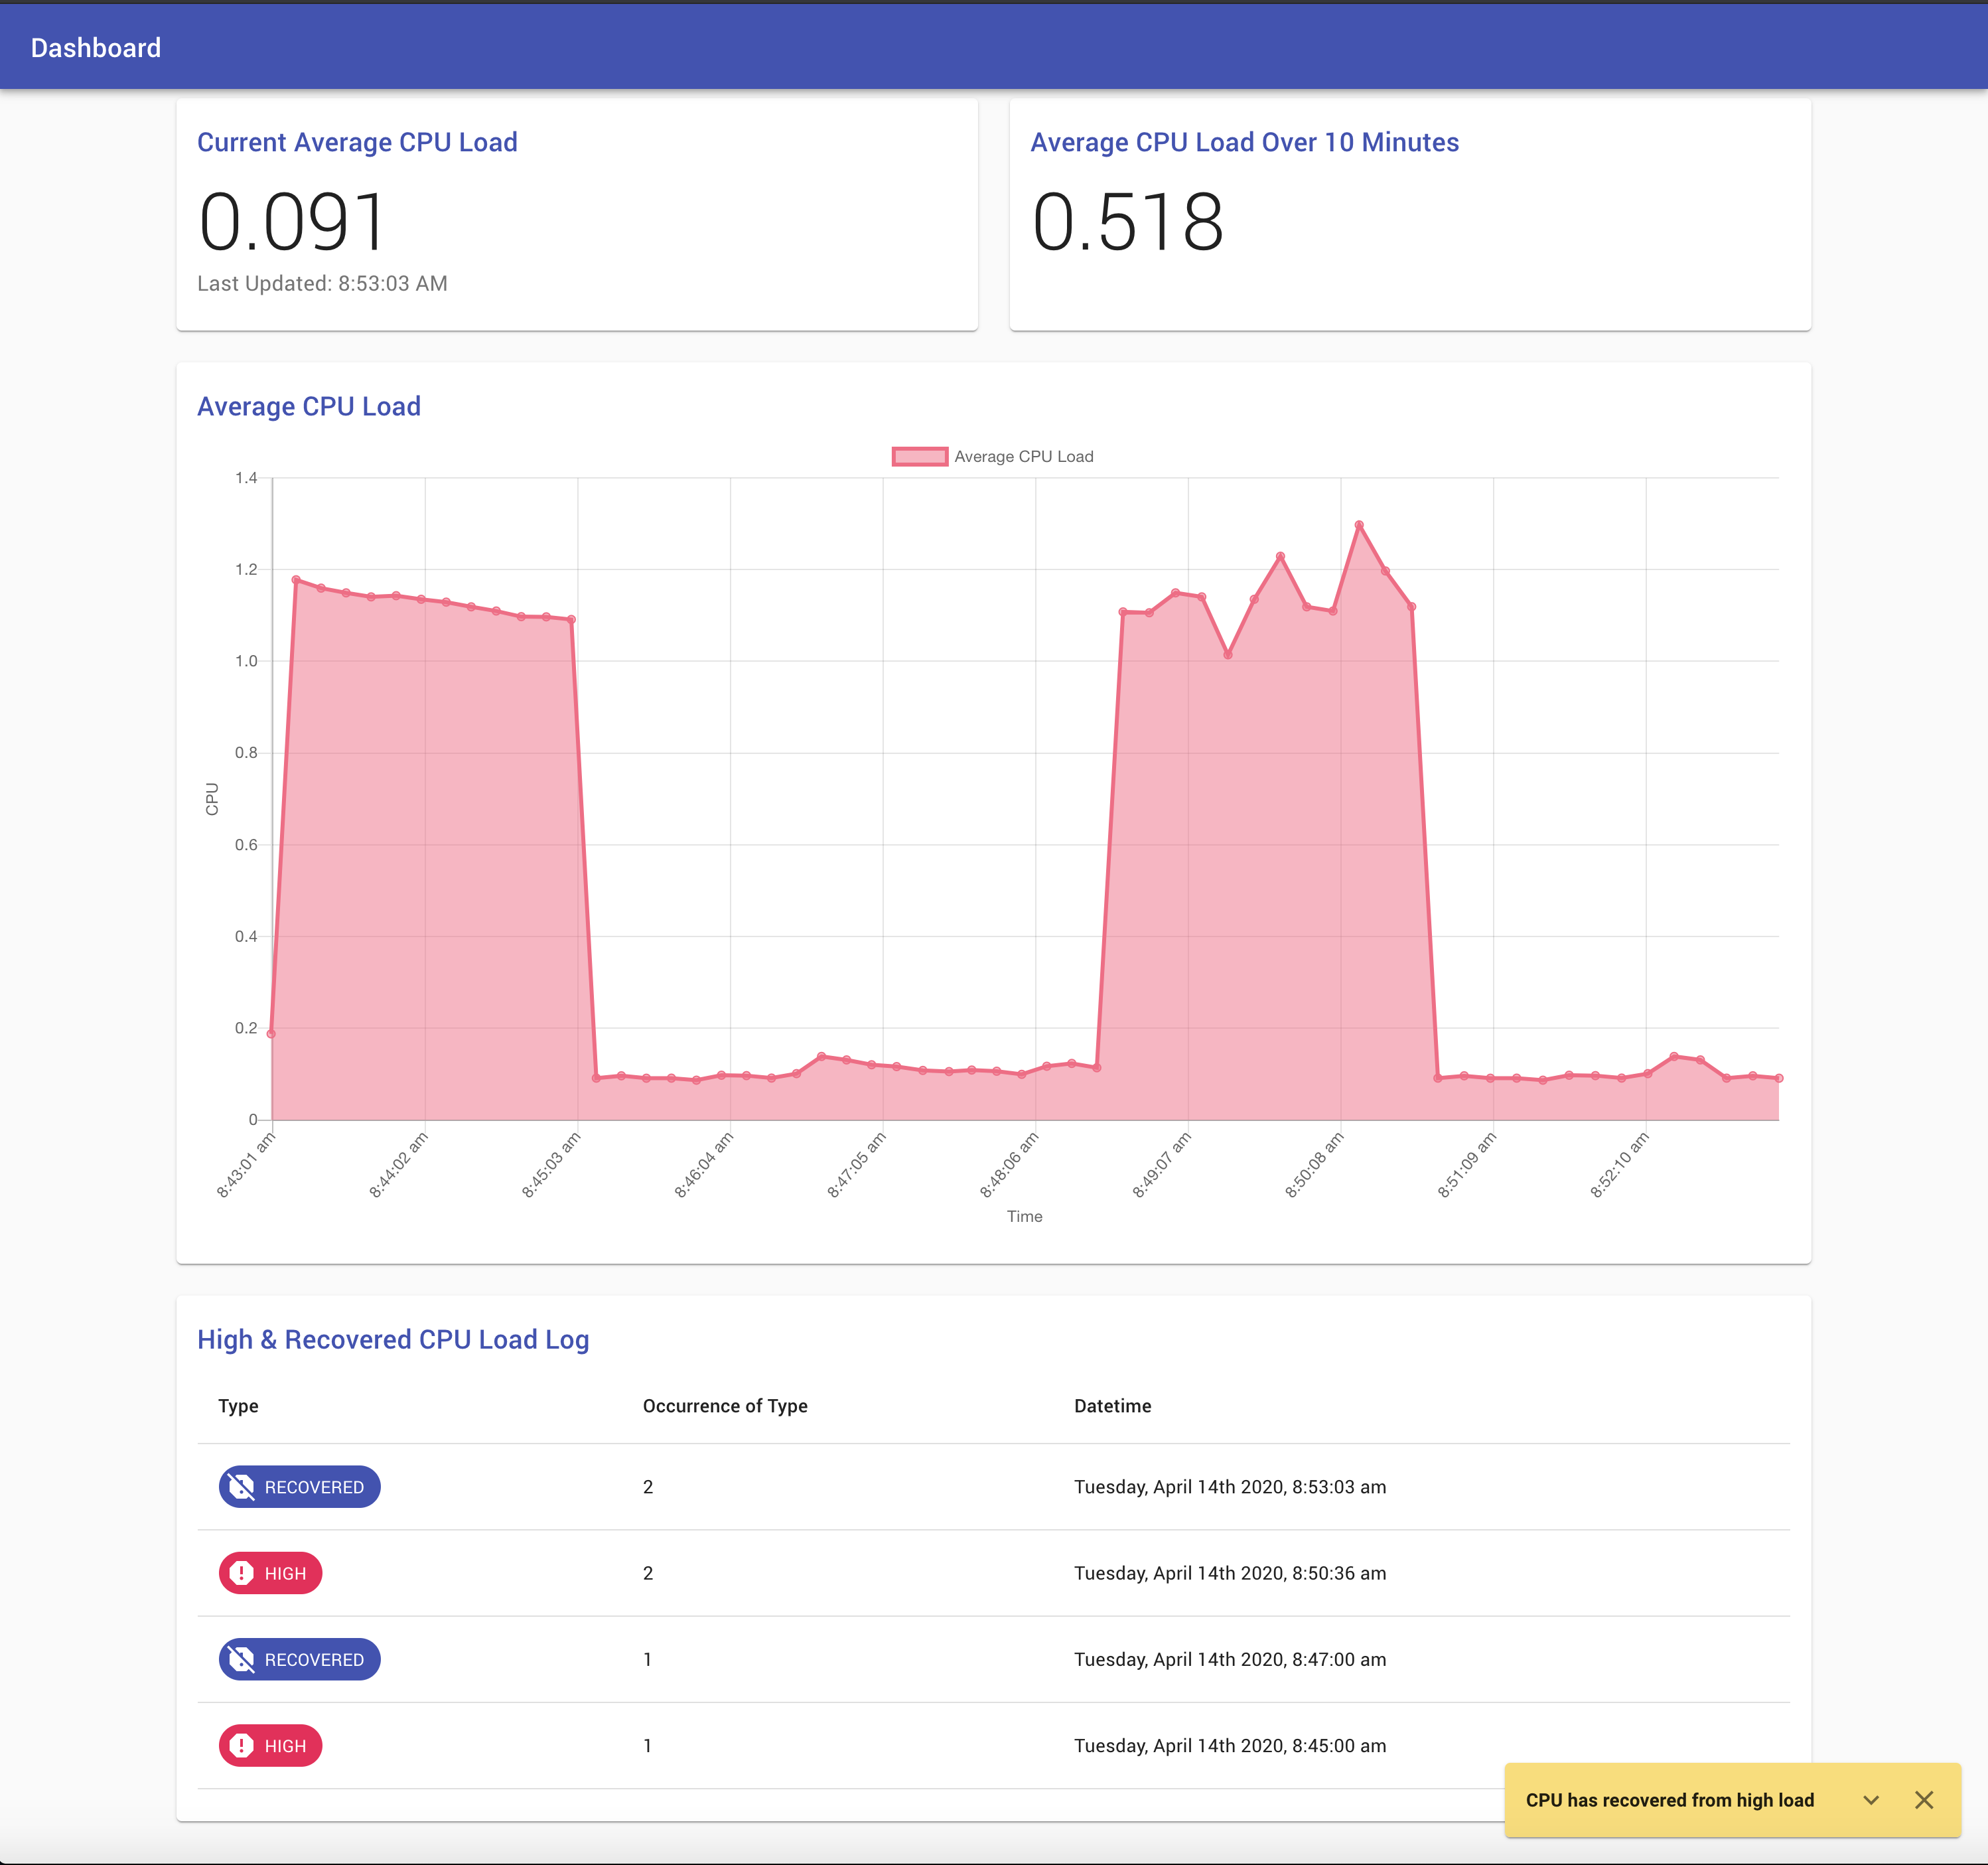 Dashboard
Current Average CPU Load
0.091
Last Updated: 8:53:03 AM
Average CPU Load Over 10 Minutes
0.518
Average CPU Load
Average CPU Load
1.4
1.2
1.0
0.8
0.6
0.4
0.2
0
CPU
8:43:01 am
8:44:02 am
8:45:03 am
8:46:04 am
8:47:05 am
8:48:06 am
8:49:07 am
8:50:08 am
8:51:09 am
8:52:10 am
Time
High & Recovered CPU Load Log
Type Occurrence of Type Datetime
RECOVERED 2 Tuesday, April 14th 2020, 8:53:03 am
HIGH 2 Tuesday, April 14th 2020, 8:50:36 am
RECOVERED 1 Tuesday, April 14th 2020, 8:47:00 am
HIGH 1 Tuesday, April 14th 2020, 8:45:00 am
CPU has recovered from high load